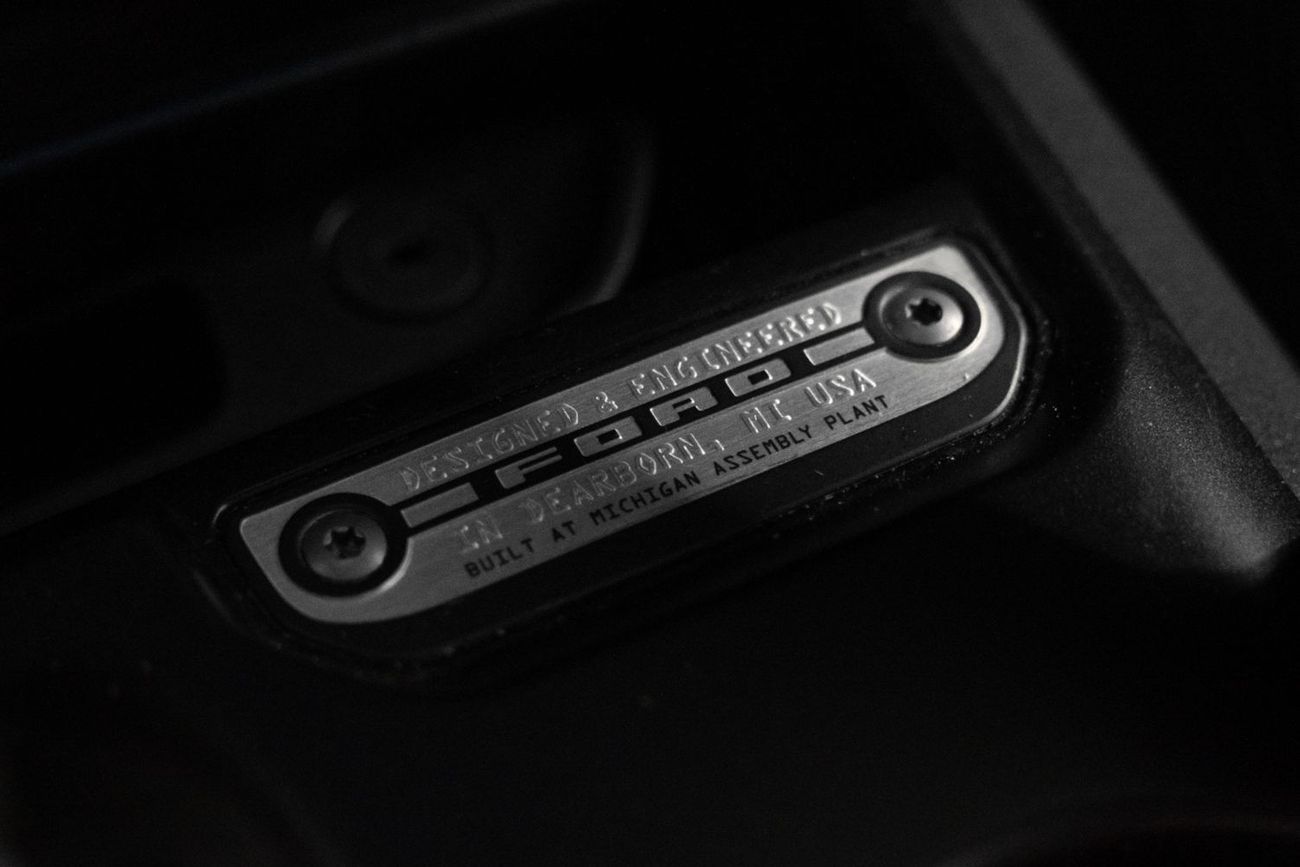 DESIGNED & ENGINEERED
FORD
IN DEARBORN, MI USA
BUILT AT MICHIGAN ASSEMBLY PLANT